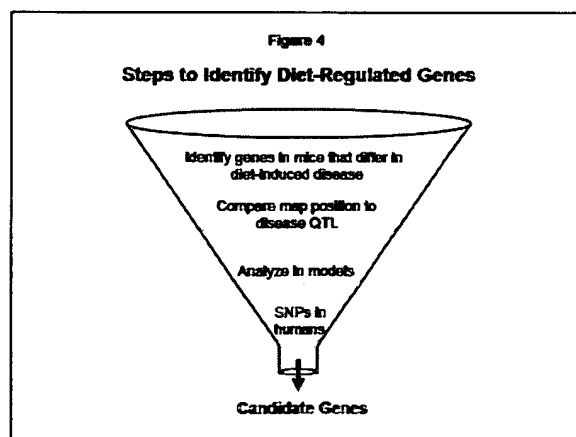 Figure 4
Steps to Identify Diet-Regulated Genes
Identify genes in mice that differ in
diet-induced disease
Compare map position to
disease QTL
Analyze in models
SNPs in
humans
Candidate Genes